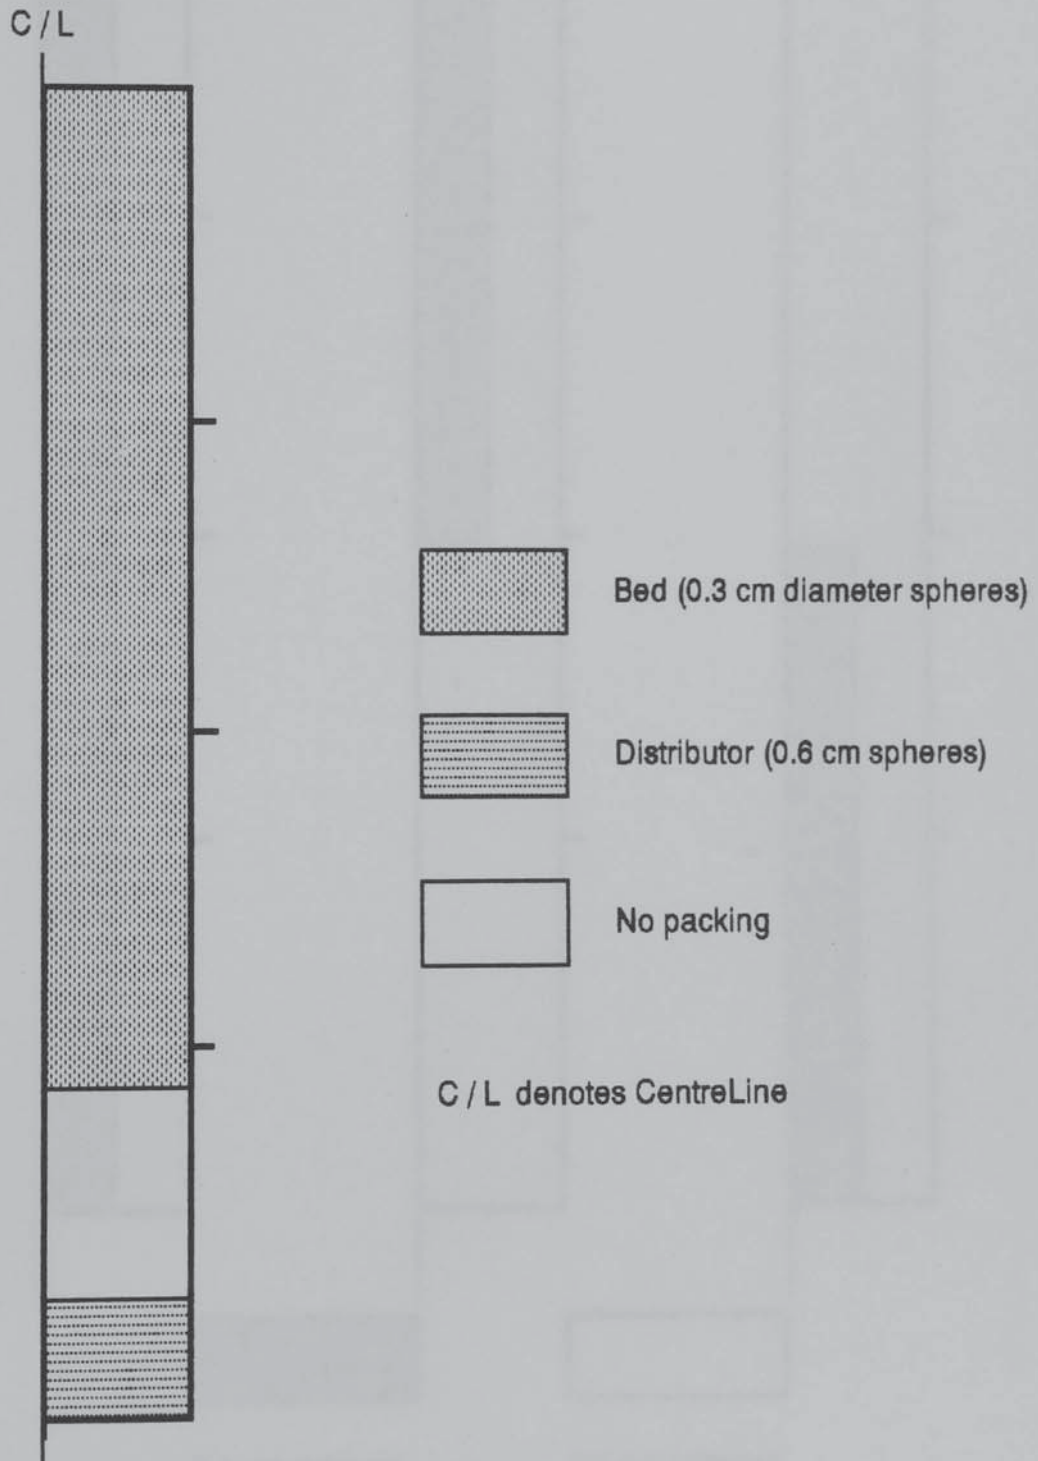 C / L
Bed (0.3 cm diameter spheres)
Distributor (0.6 cm spheres)
No packing
C / L denotes CentreLine